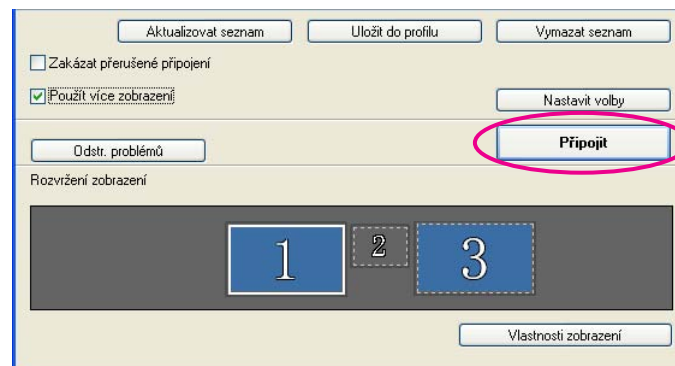 Aktualizovat seznam Uložit do profilu Vymazat seznam
Zakázat přerušené připojení
Použít více zobrazení Nastavit volby
Odstr. problémů Připojit
Rozvržení zobrazení
1 2 3
Vlastnosti zobrazení